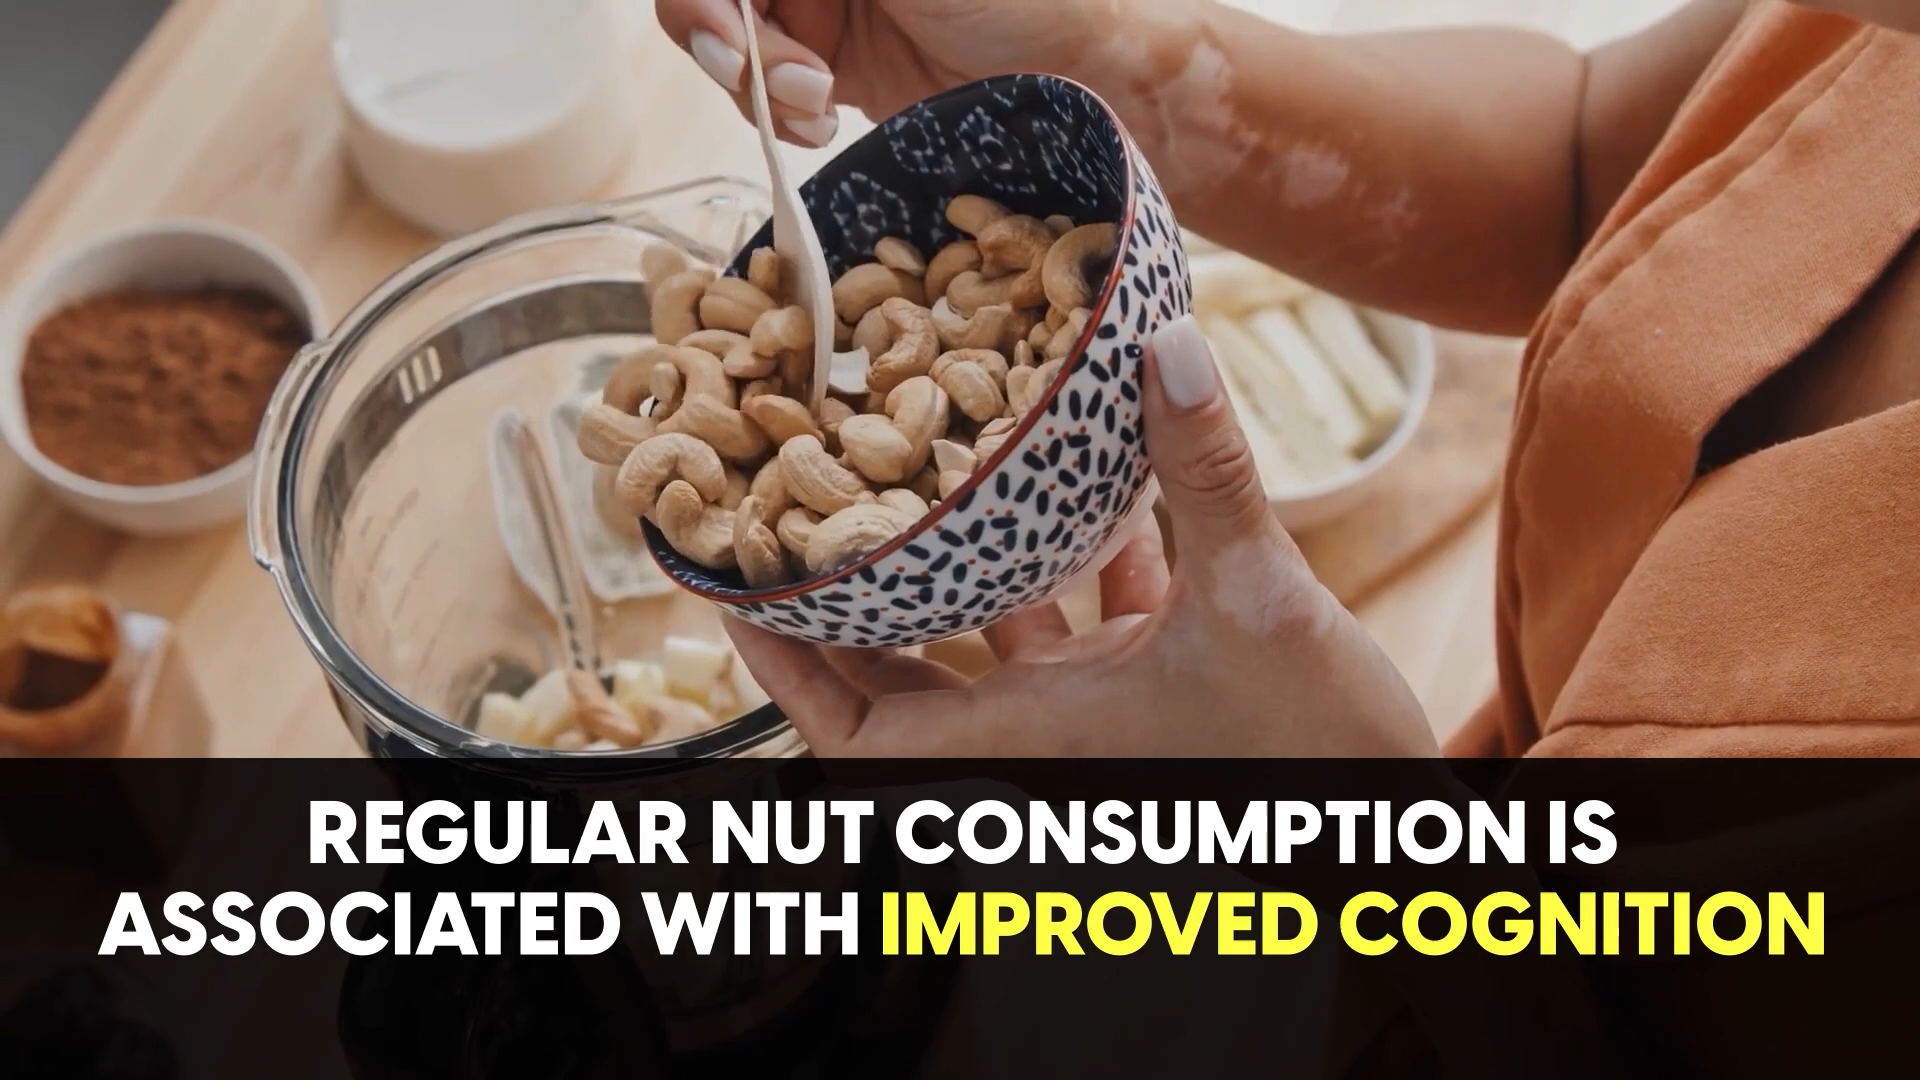 REGULAR NUT CONSUMPTION IS
ASSOCIATED WITH IMPROVED COGNITION